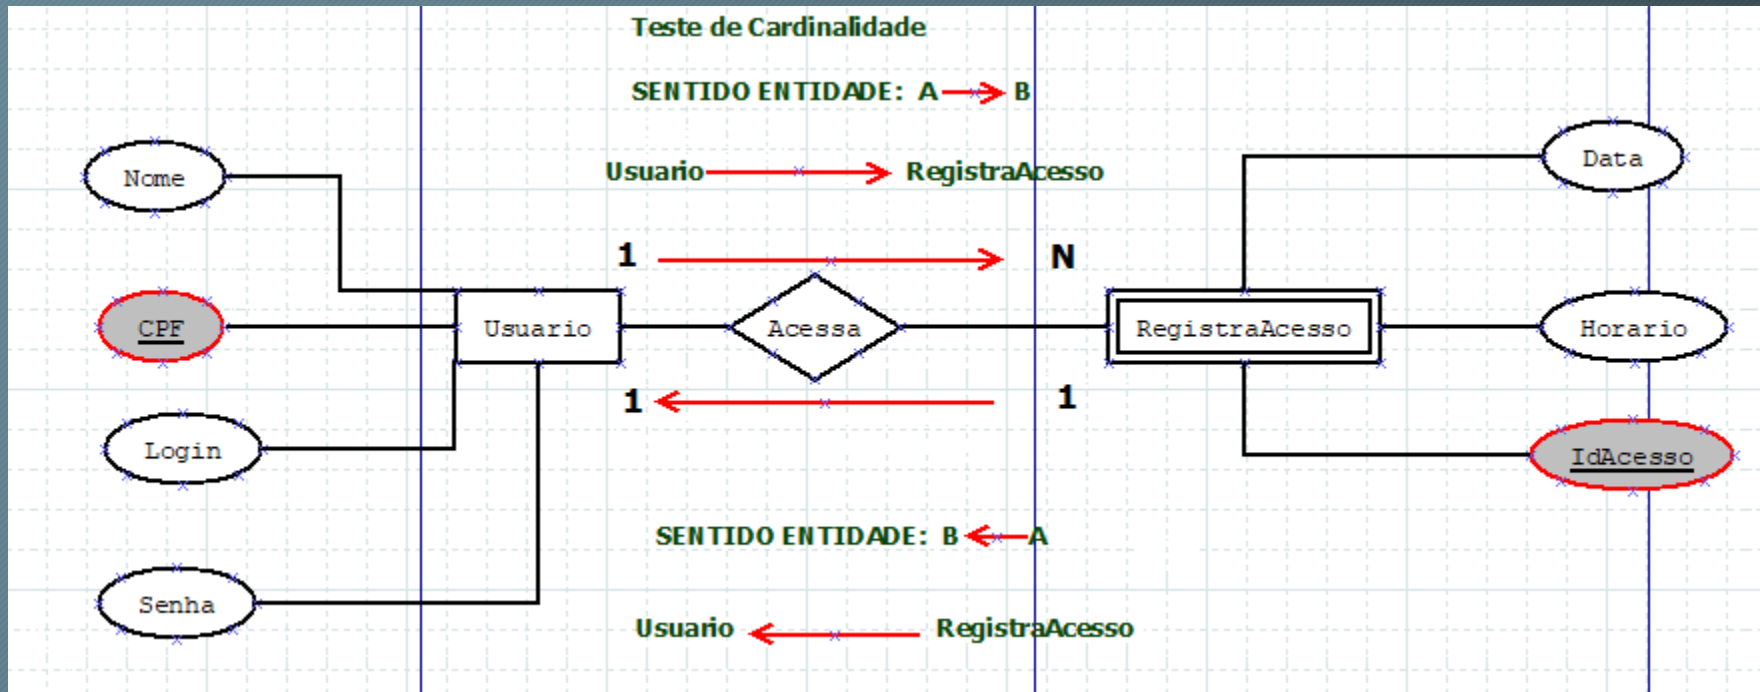 Teste de Cardinalidade
SENTIDO ENTIDADE: A B
Usuario RegistraAcesso
1 N
Nome
CPF
Login
Senha
Usuario
Acessa
RegistraAcesso
Data
Horario
IdAcesso
1 1
SENTIDO ENTIDADE: B A
Usuario RegistraAcesso